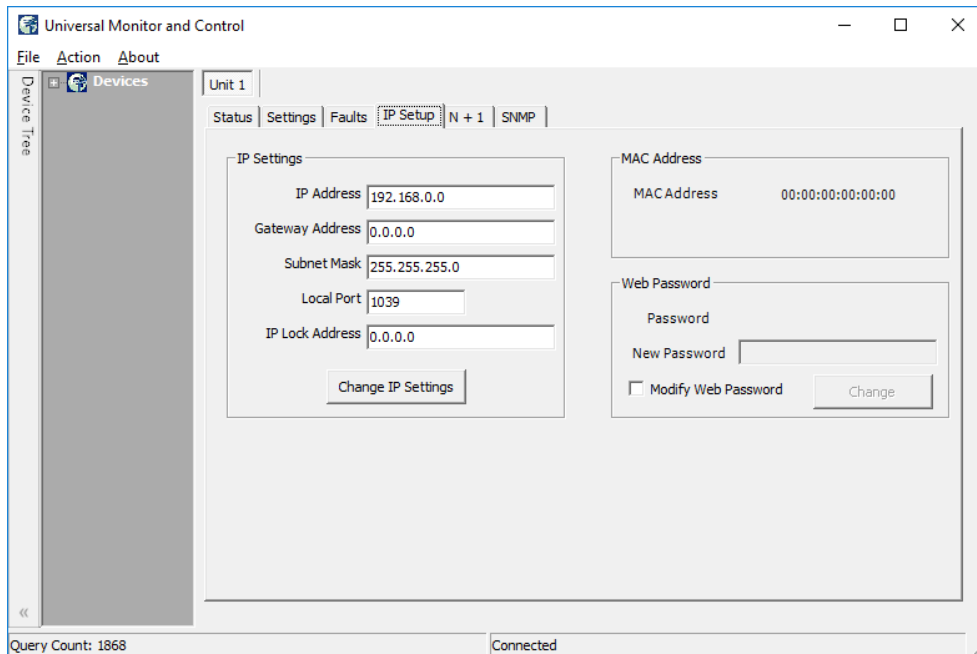 Universal Monitor and Control
File Action About
Device Tree
Devices
Unit 1
Status Settings Faults IP Setup N + 1 SNMP
IP Settings
IP Address 192.168.0.0
Gateway Address 0.0.0.0
Subnet Mask 255.255.255.0
Local Port 1039
IP Lock Address 0.0.0.0
Change IP Settings
MAC Address
MAC Address 00:00:00:00:00:00
Web Password
Password
New Password
Modify Web Password Change
«
Query Count: 1868 Connected